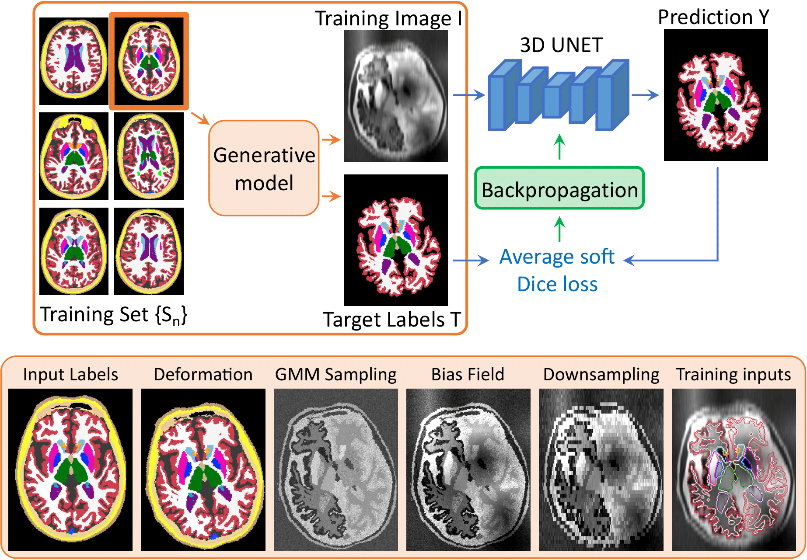 Training Image I
Prediction Y
3D UNET
Generative
model
Backpropagation
Average soft
Dice loss
Training Set {Sn}
Target Labels T
Input Labels
Deformation
GMM Sampling
Bias Field
Downsampling
Training inputs